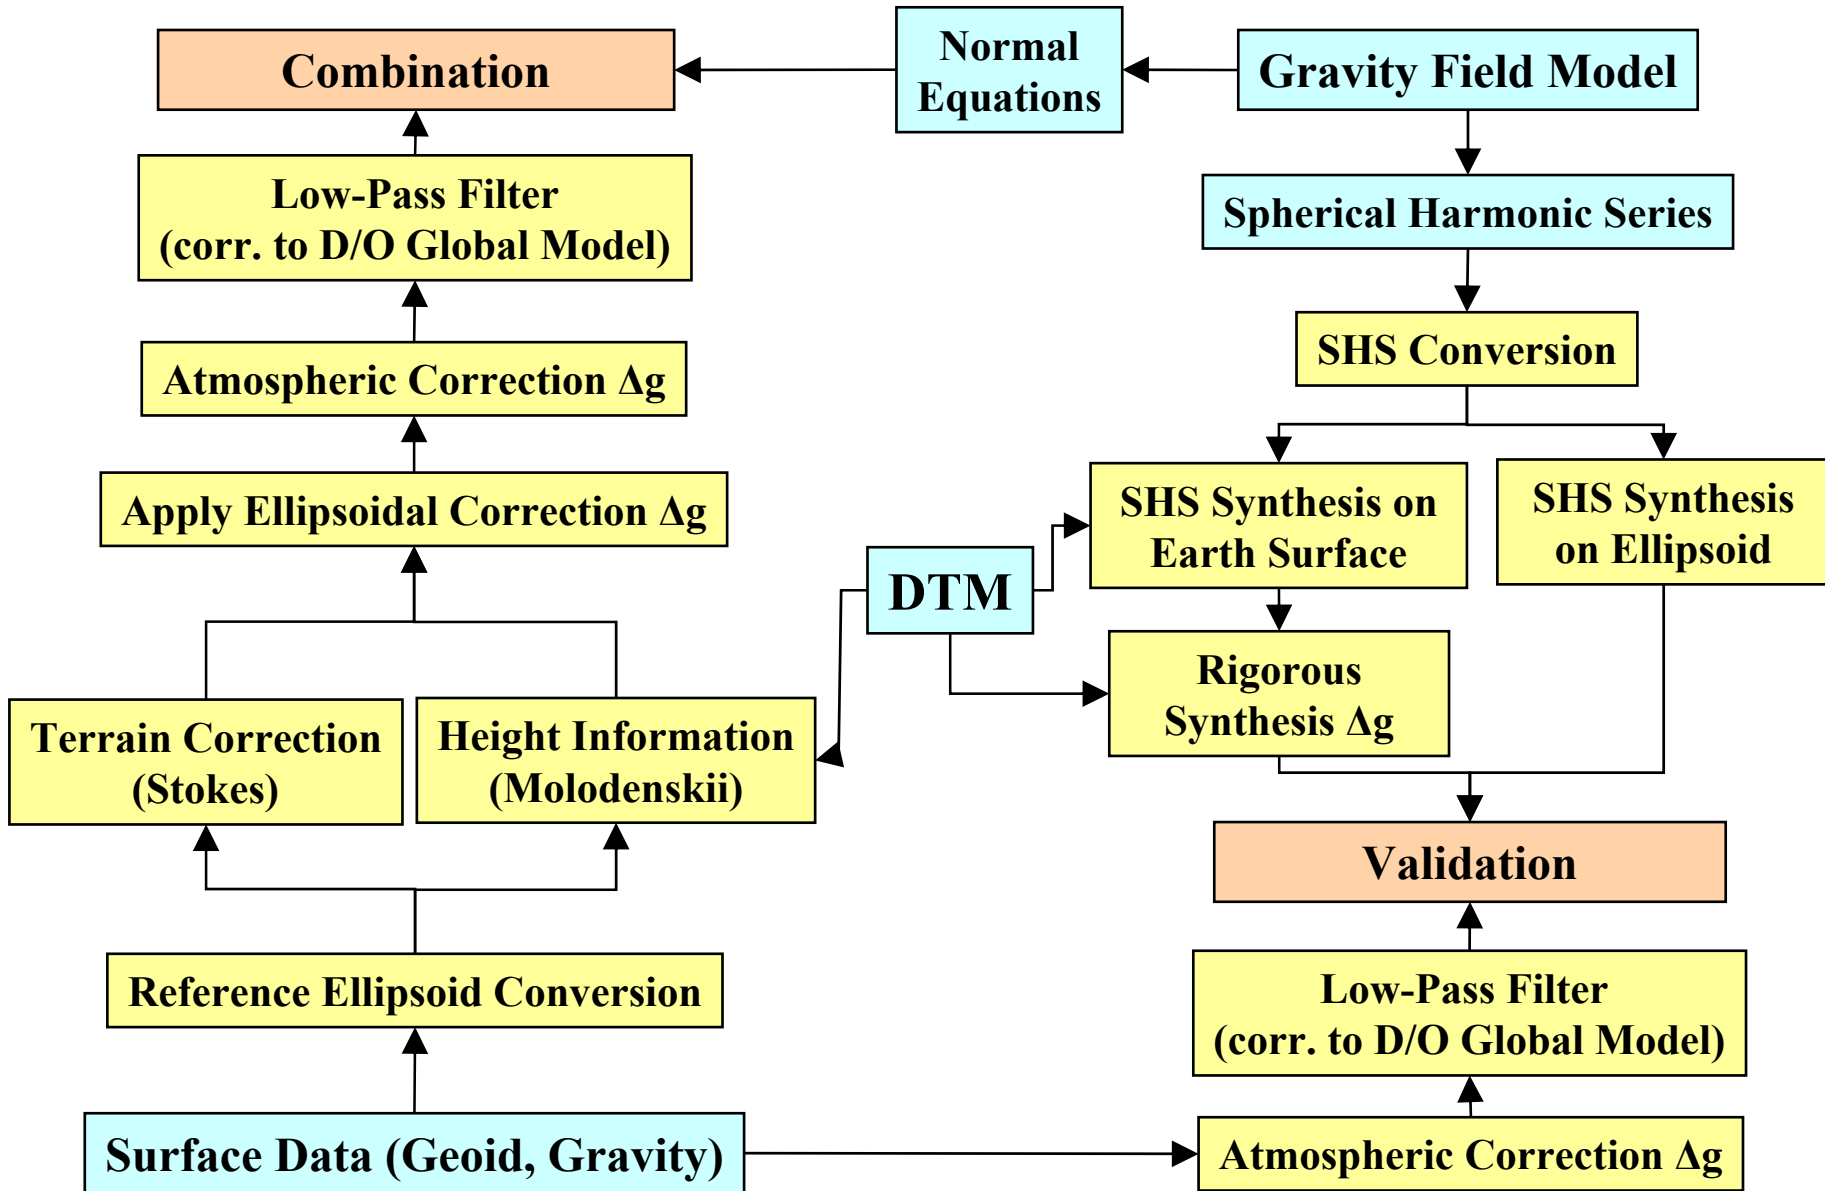 Combination
Normal
Equations
Gravity Field Model
Low-Pass Filter
(corr. to D/O Global Model)
Spherical Harmonic Series
SHS Conversion
Atmospheric Correction Δg
Apply Ellipsoidal Correction Δg
SHS Synthesis on
Earth Surface
SHS Synthesis
on Ellipsoid
DTM
Rigorous
Synthesis Δg
Terrain Correction
(Stokes)
Height Information
(Molodenskii)
Validation
Reference Ellipsoid Conversion
Low-Pass Filter
(corr. to D/O Global Model)
Surface Data (Geoid, Gravity)
Atmospheric Correction Δg